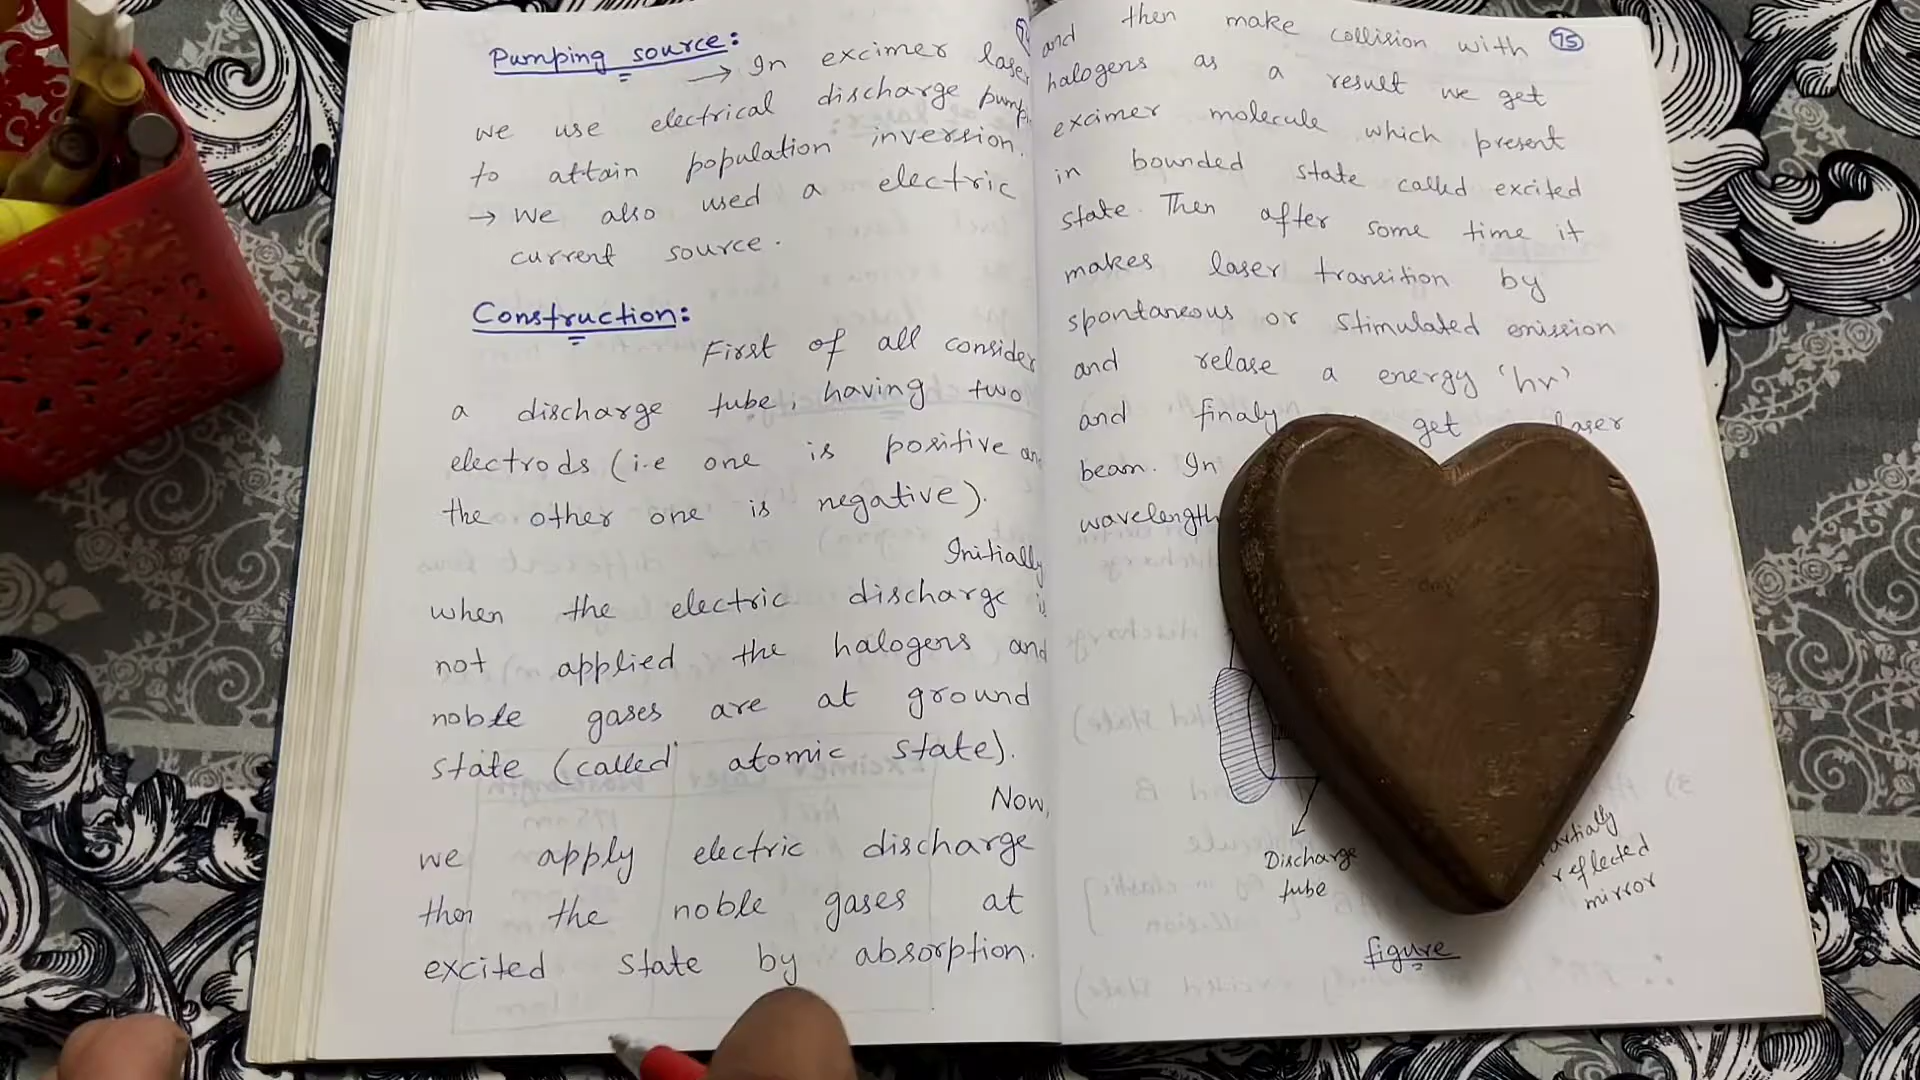 Pumping source:
→ In excimer laser
we use electrical discharge pump
to attain population inversion.
→ we also used a electric
current source.
Construction:
First of all consider
a discharge tube, having two
electrods (i.e one is positive an
the other one is negative).
Initially
when the electric discharge is
not applied the halogens and
noble gases are at ground
state (called atomic state).
Now,
we apply electric discharge
then the noble gases at
excited state by absorption.
15
and then make collision with
halogens as a result we get
excimer molecule which present
in bounded state called excited
state. Then after some time it
makes laser transition by
spontaneous or stimulated emission
and relase a energy 'hν'
and finaly get laser
beam. In
wavelength
Discharge
tube
artially
reflected
mirror
figure